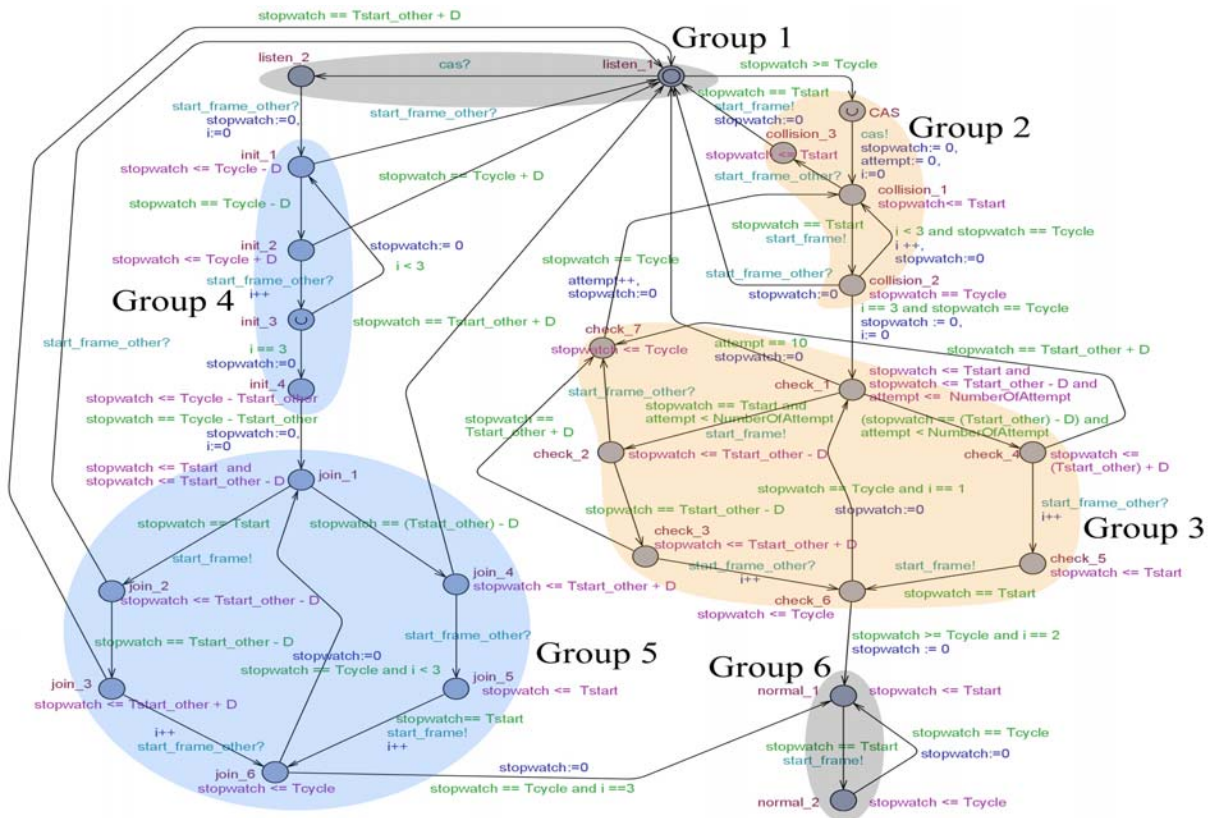 stopwatch == Tstart_other + D
Group 1
listen_2
cas?
listen_1
stopwatch >= Tcycle
start_frame_other?
stopwatch:=0,
i:=0
start_frame_other?
stopwatch == Tstart
start_frame!
stopwatch:=0
CAS
Group 2
collision_3
stopwatch <= Tstart
cas!
stopwatch:= 0,
attempt:= 0,
i:=0
init_1
stopwatch <= Tcycle - D
stopwatch == Tcycle + D
start_frame_other?
collision_1
stopwatch<= Tstart
stopwatch == Tcycle - D
stopwatch == Tstart
start_frame!
i < 3 and stopwatch == Tcycle
i ++,
stopwatch:=0
init_2
stopwatch <= Tcycle + D
stopwatch:= 0
i < 3
stopwatch == Tcycle
attempt++,
stopwatch:=0
start_frame_other?
stopwatch:=0
collision_2
stopwatch == Tcycle
start_frame_other?
i++
Group 4
init_3
stopwatch == Tstart_other + D
i == 3 and stopwatch == Tcycle
stopwatch := 0,
i:= 0
start_frame_other?
i == 3
stopwatch:=0
check_7
stopwatch <= Tcycle
attempt == 10
stopwatch:=0
stopwatch == Tstart_other + D
init_4
stopwatch <= Tcycle - Tstart_other
check_1
stopwatch <= Tstart and
stopwatch <= Tstart_other - D and
attempt <= NumberOfAttempt
start_frame_other?
stopwatch == Tcycle - Tstart_other
stopwatch:=0,
i:=0
stopwatch ==
Tstart_other + D
stopwatch == Tstart and
attempt < NumberOfAttempt
start_frame!
(stopwatch == (Tstart_other) - D) and
attempt < NumberOfAttempt
check_2
stopwatch <= Tstart_other - D
check_4
stopwatch <=
(Tstart_other) + D
stopwatch <= Tstart and
stopwatch <= Tstart_other - D
join_1
stopwatch == Tcycle and i == 1
stopwatch:=0
stopwatch == Tstart
stopwatch == (Tstart_other) - D
stopwatch == Tstart_other - D
start_frame_other?
i++
check_3
stopwatch <= Tstart_other + D
Group 3
start_frame!
start_frame_other?
i++
start_frame!
check_5
stopwatch <= Tstart
join_2
stopwatch <= Tstart_other - D
join_4
stopwatch <= Tstart_other + D
stopwatch == Tstart
check_6
stopwatch <= Tcycle
stopwatch == Tstart_other - D
start_frame_other?
stopwatch:=0
stopwatch == Tcycle and i < 3
Group 5
stopwatch >= Tcycle and i == 2
stopwatch := 0
Group 6
join_3
stopwatch <= Tstart_other + D
join_5
stopwatch <= Tstart
normal_1
stopwatch <= Tstart
i++
start_frame_other?
stopwatch== Tstart
start_frame!
i++
stopwatch == Tstart
start_frame!
stopwatch == Tcycle
stopwatch:=0
join_6
stopwatch <= Tcycle
stopwatch:=0
stopwatch == Tcycle and i ==3
normal_2
stopwatch <= Tcycle